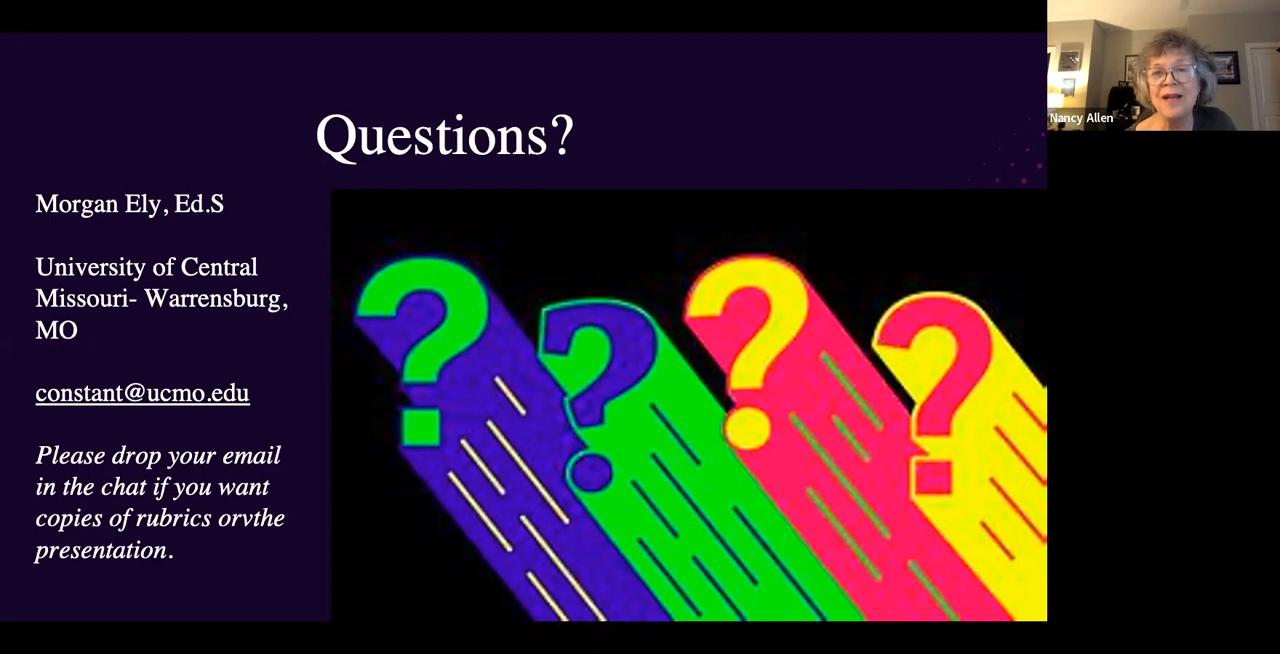 Questions?
Morgan Ely, Ed.S
University of Central
Missouri- Warrensburg,
MO
constant@ucmo.edu
Please drop your email
in the chat if you want
copies of rubrics orvthe
presentation.
? ? ? ?
Nancy Allen